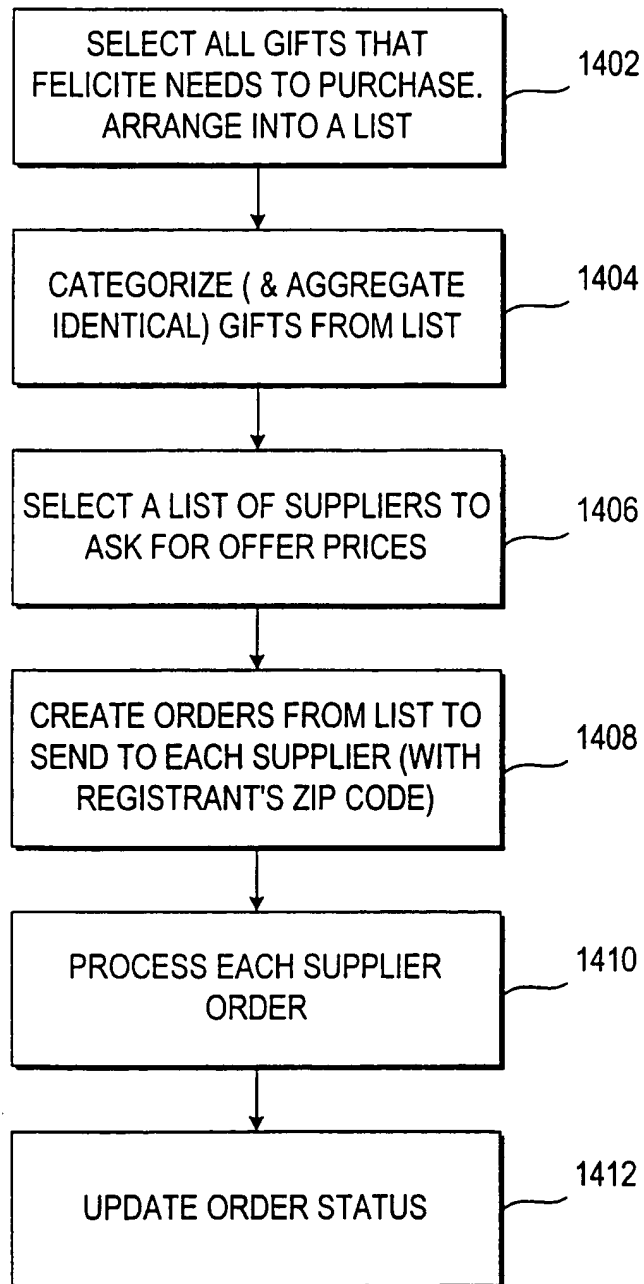 SELECT ALL GIFTS THAT
FELICITE NEEDS TO PURCHASE.
ARRANGE INTO A LIST
1402
CATEGORIZE ( & AGGREGATE
IDENTICAL) GIFTS FROM LIST
1404
SELECT A LIST OF SUPPLIERS TO
ASK FOR OFFER PRICES
1406
CREATE ORDERS FROM LIST TO
SEND TO EACH SUPPLIER (WITH
REGISTRANT'S ZIP CODE)
1408
PROCESS EACH SUPPLIER
ORDER
1410
UPDATE ORDER STATUS
1412